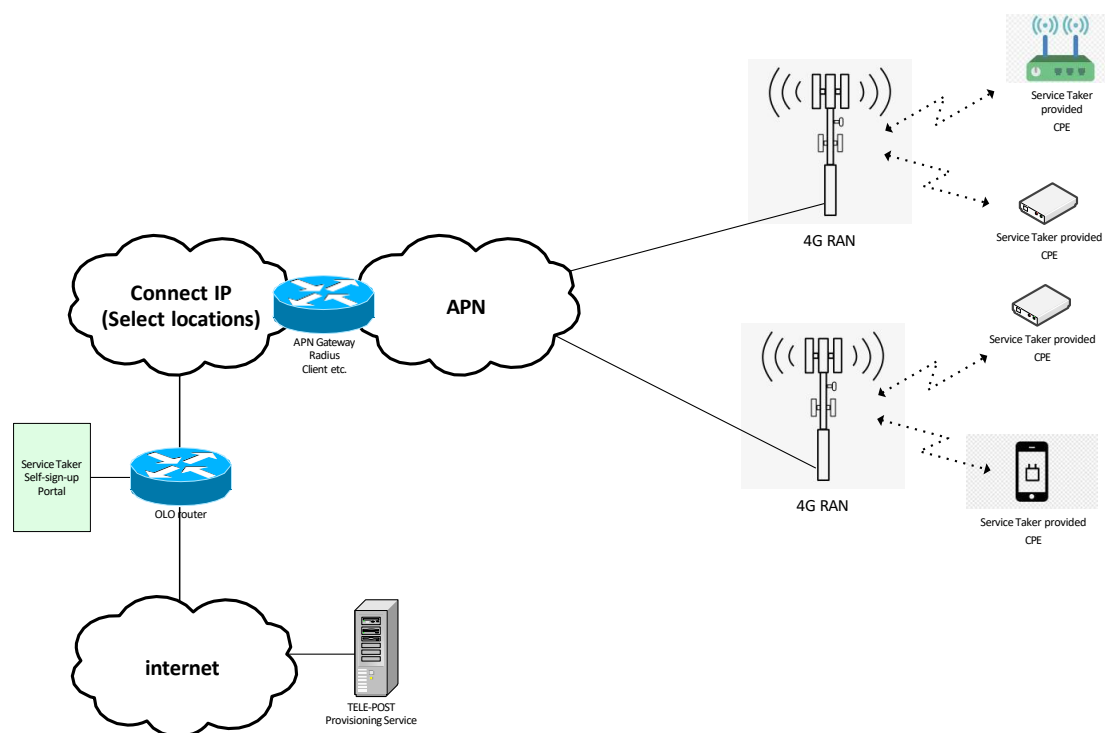 Service Taker
provided
CPE
4G RAN
Service Taker provided
CPE
Connect IP
(Select locations)
APN
APN Gateway
Radius
Client etc.
Service Taker provided
CPE
Service Taker
Self-sign-up
Portal
OLO router
4G RAN
Service Taker provided
CPE
internet
TELE-POST
Provisioning Service